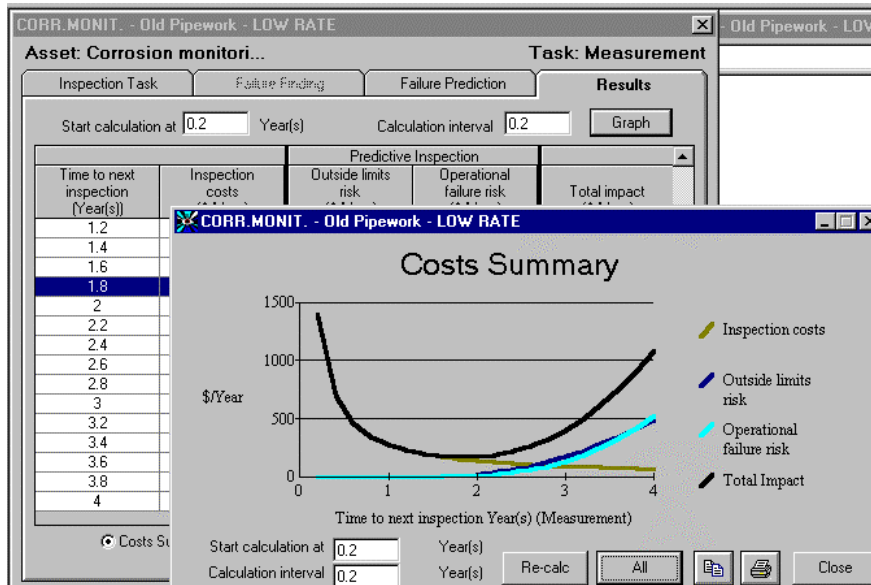 CORR.MONIT. - Old Pipework - LOW RATE
- Old Pipework - LOW
Asset: Corrosion monitori... Task: Measurement
Inspection Task Failure Finding Failure Prediction Results
Start calculation at 0.2 Year(s) Calculation interval 0.2 Graph
Predictive Inspection
Time to next inspection (Year(s))
Inspection costs
Outside limits risk
Operational failure risk
Total impact
1.2
1.4
1.6
1.8
2
2.2
2.4
2.6
2.8
3
3.2
3.4
3.6
3.8
4
Costs Su
CORR.MONIT. - Old Pipework - LOW RATE
Costs Summary
1500
1000
500
0
$/Year
0 1 2 3 4
Time to next inspection Year(s) (Measurement)
Inspection costs
Outside limits
risk
Operational
failure risk
Total Impact
Start calculation at 0.2 Year(s)
Calculation interval 0.2 Year(s)
Re-calc All Close